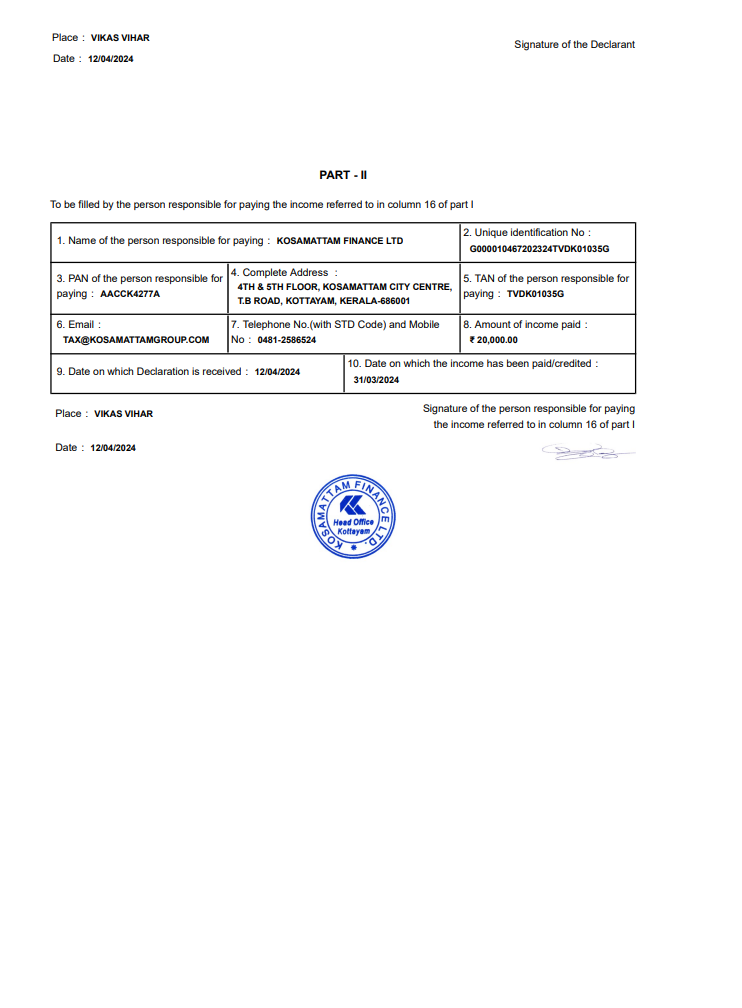 Place : VIKAS VIHAR
Signature of the Declarant
Date : 12/04/2024
PART - II
To be filled by the person responsible for paying the income referred to in column 16 of part I
1. Name of the person responsible for paying : KOSAMATTAM FINANCE LTD
2. Unique identification No :
G000010467202324TVDK01035G
3. PAN of the person responsible for
paying : AACCK4277A
4. Complete Address :
4TH & 5TH FLOOR, KOSAMATTAM CITY CENTRE,
T.B ROAD, KOTTAYAM, KERALA-686001
5. TAN of the person responsible for
paying : TVDK01035G
6. Email :
TAX@KOSAMATTAMGROUP.COM
7. Telephone No.(with STD Code) and Mobile
No : 0481-2586524
8. Amount of income paid :
₹ 20,000.00
9. Date on which Declaration is received : 12/04/2024
10. Date on which the income has been paid/credited :
31/03/2024
Place : VIKAS VIHAR
Signature of the person responsible for paying
the income referred to in column 16 of part I
Date : 12/04/2024
KOSAMATTAM FINANCE LTD.
Head Office
Kottayam